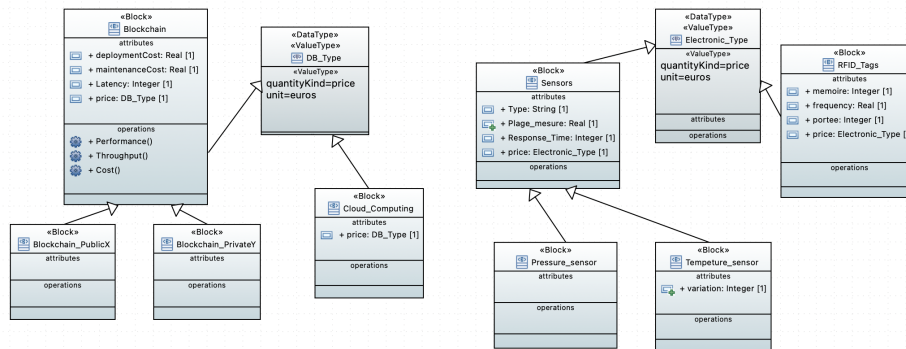 «Block»
Blockchain
attributes
+ deploymentCost: Real [1]
+ maintenanceCost: Real [1]
+ Latency: Integer [1]
+ price: DB_Type [1]
operations
+ Performance()
+ Throughput()
+ Cost()
«DataType»
«ValueType»
DB_Type
«ValueType»
quantityKind=price
unit=euros
«Block»
Blockchain_PublicX
attributes
operations
«Block»
Blockchain_PrivateY
attributes
operations
«Block»
Cloud_Computing
attributes
+ price: DB_Type [1]
operations
«DataType»
«ValueType»
Electronic_Type
«ValueType»
quantityKind=price
unit=euros
attributes
operations
«Block»
Sensors
attributes
+ Type: String [1]
+ Plage_mesure: Real [1]
+ Response_Time: Integer [1]
+ price: Electronic_Type [1]
operations
«Block»
RFID_Tags
attributes
+ memoire: Integer [1]
+ frequency: Real [1]
+ portee: Integer [1]
+ price: Electronic_Type [
operations
«Block»
Pressure_sensor
attributes
operations
«Block»
Tempeture_sensor
attributes
+ variation: Integer [1]
operations